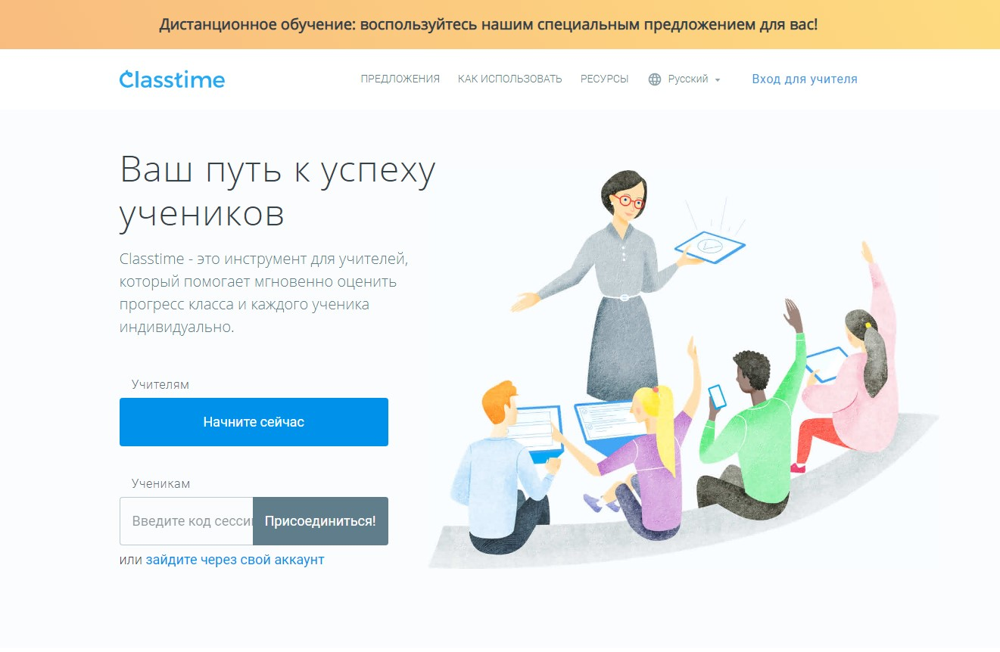 Дистанционное обучение: воспользуйтесь нашим специальным предложением для вас!
Classtime
ПРЕДЛОЖЕНИЯ
КАК ИСПОЛЬЗОВАТЬ
РЕСУРСЫ
Русский
Вход для учителя
Ваш путь к успеху
учеников
Classtime - это инструмент для учителей,
который помогает мгновенно оценить
прогресс класса и каждого ученика
индивидуально.
Учителям
Начните сейчас
Ученикам
Введите код сессии
Присоединиться!
или зайдите через свой аккаунт